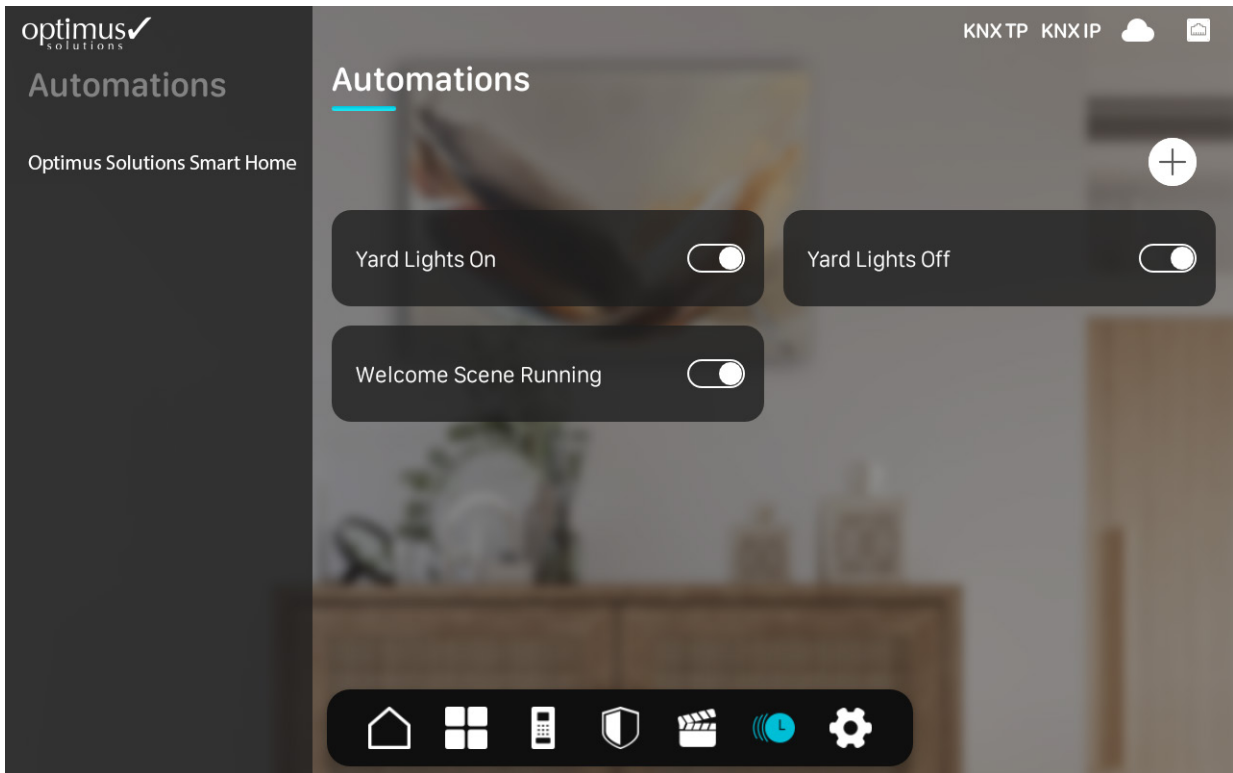 optimus
solutions
KNX TP KNX IP
Automations
Automations
Optimus Solutions Smart Home
Yard Lights On
Yard Lights Off
Welcome Scene Running